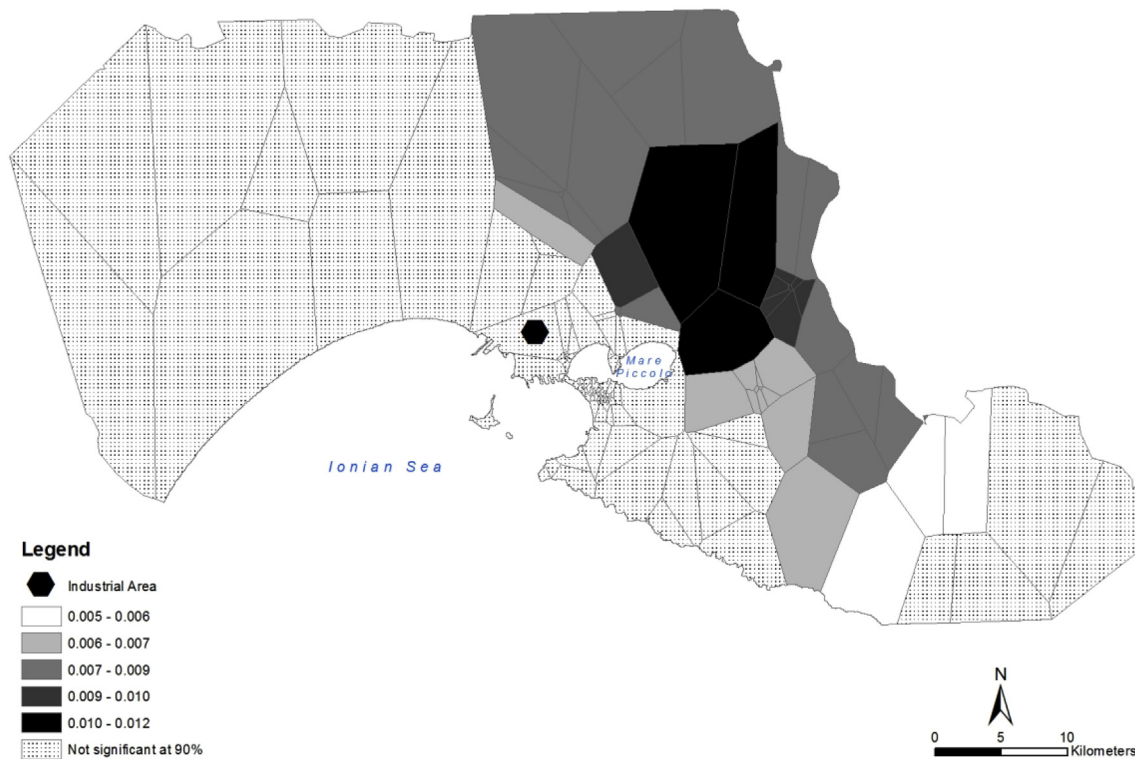 Mare
Piccolo
Ionian Sea
Legend
Industrial Area
0.005 - 0.006
0.006 - 0.007
0.007 - 0.009
0.009 - 0.010
0.010 - 0.012
Not significant at 90%
N
0 5 10
Kilometers